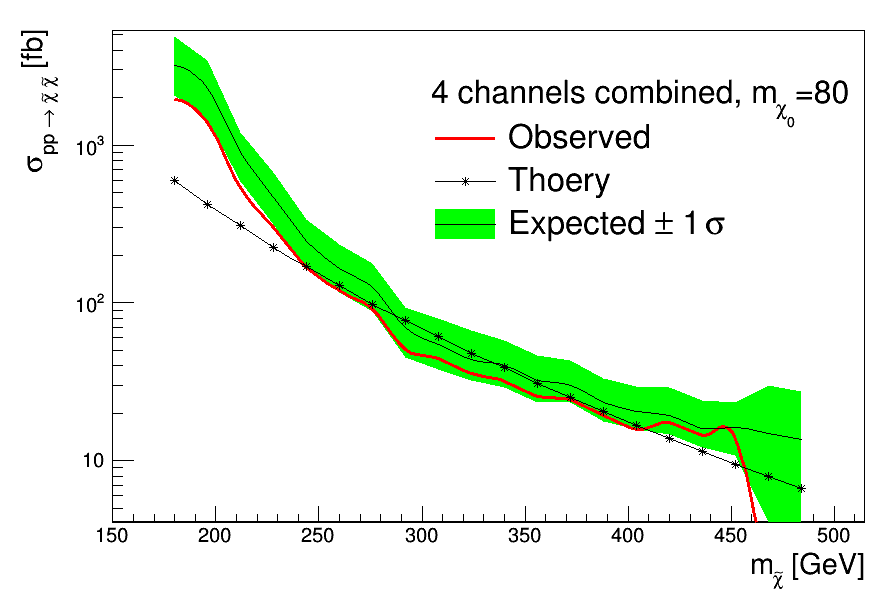 σpp → χ̃ χ̃ [fb]
4 channels combined, mχ0=80
Observed
Thoery
Expected ± 1 σ
10³
10²
10
150 200 250 300 350 400 450 500
mχ̃ [GeV]